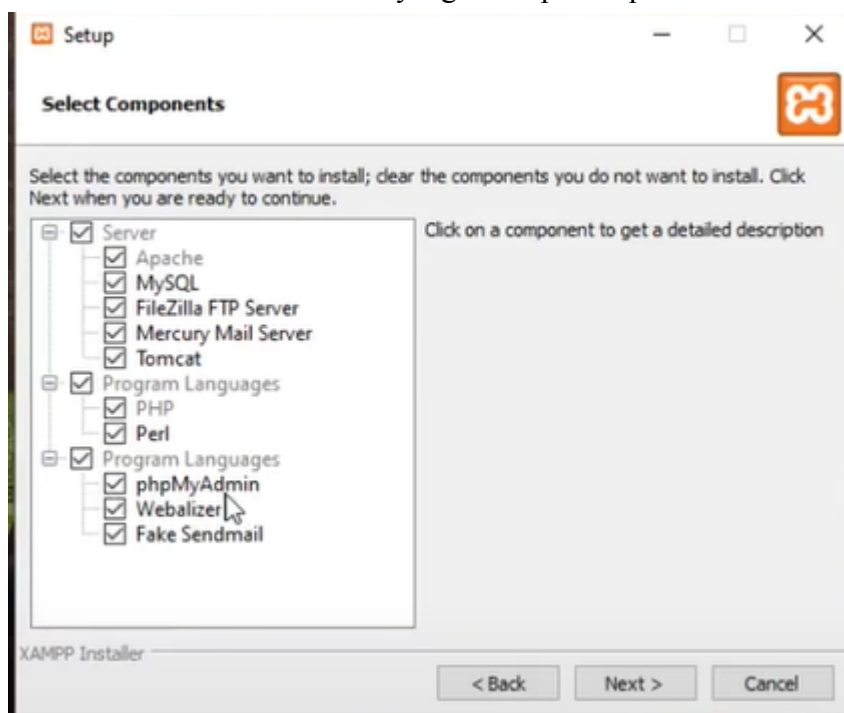 Setup
Select Components
Select the components you want to install; clear the components you do not want to install. Click
Next when you are ready to continue.
Server
Apache
MySQL
FileZilla FTP Server
Mercury Mail Server
Tomcat
Program Languages
PHP
Perl
Program Languages
phpMyAdmin
Webalizer
Fake Sendmail
Click on a component to get a detailed description
XAMPP Installer
< Back
Next >
Cancel